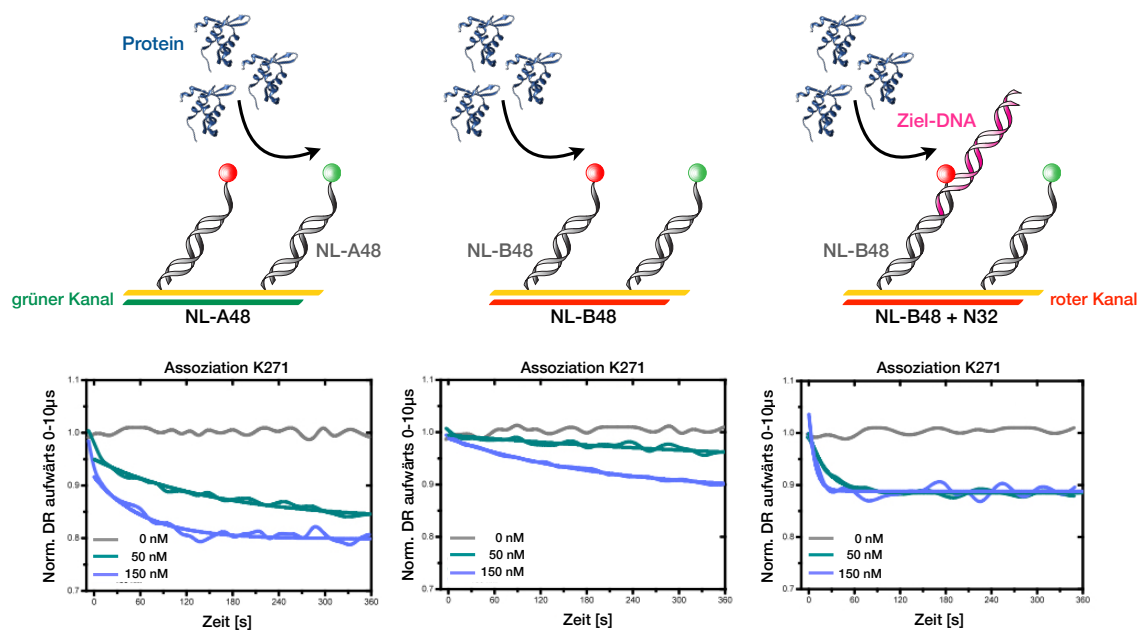 Protein
Ziel-DNA
NL-A48
NL-B48
NL-B48
grüner Kanal
roter Kanal
NL-A48
NL-B48
NL-B48 + N32
Assoziation K271
Norm. DR aufwärts 0-10µs
1.1
1.0
0.9
0.8
0.7
0 nM
50 nM
150 nM
0 60 120 180 240 300 360
Zeit [s]
Assoziation K271
Norm. DR aufwärts 0-10µs
1.1
1.0
0.9
0.8
0.7
0 nM
50 nM
150 nM
0 60 120 180 240 300 360
Zeit [s]
Assoziation K271
Norm. DR aufwärts 0-10µs
1.1
1.0
0.9
0.8
0.7
0 nM
50 nM
150 nM
0 60 120 180 240 300 360
Zeit [s]